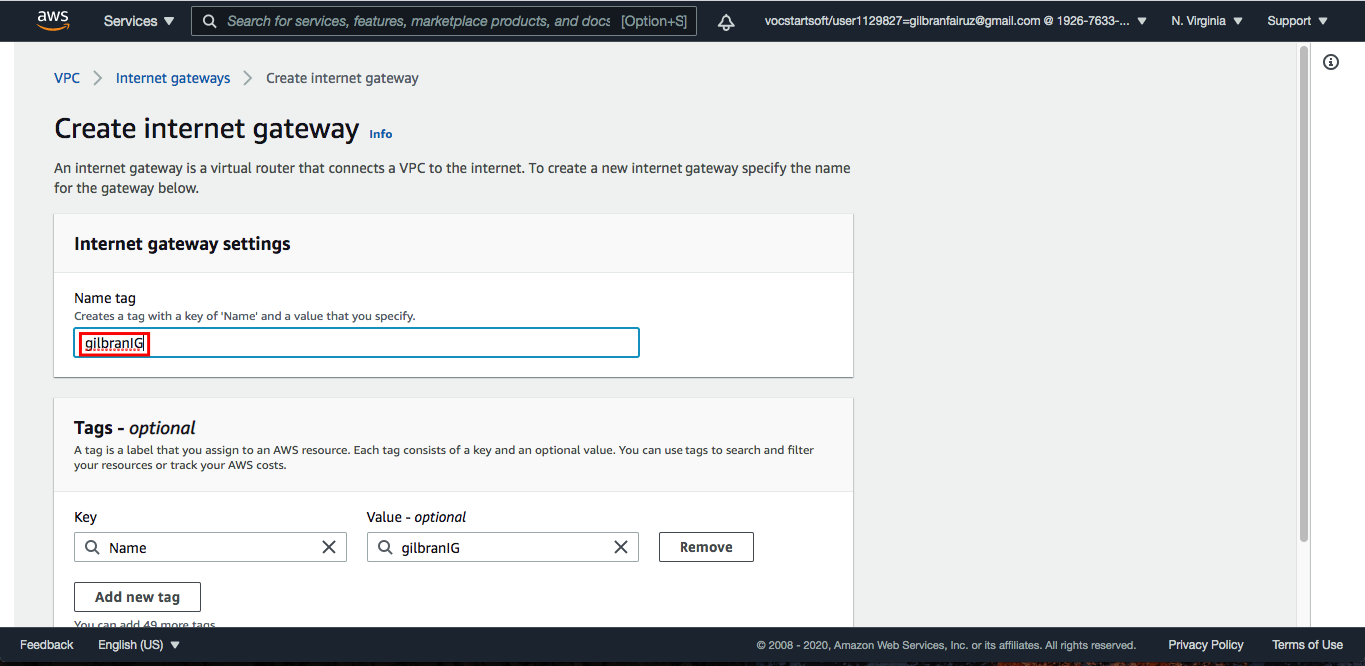 aws Services Search for services, features, marketplace products, and docs [Option+S] vocstartsoft/user1129827=gilbranfairuz@gmail.com @ 1926-7633-... N. Virginia Support
VPC Internet gateways Create internet gateway
Create internet gateway Info
An internet gateway is a virtual router that connects a VPC to the internet. To create a new internet gateway specify the name
for the gateway below.
Internet gateway settings
Name tag
Creates a tag with a key of 'Name' and a value that you specify.
gilbranIG
Tags - optional
A tag is a label that you assign to an AWS resource. Each tag consists of a key and an optional value. You can use tags to search and filter
your resources or track your AWS costs.
Key Value - optional
Name gilbranIG Remove
Add new tag
You can add 49 more tags
Feedback English (US) © 2008 - 2020, Amazon Web Services, Inc. or its affiliates. All rights reserved. Privacy Policy Terms of Use